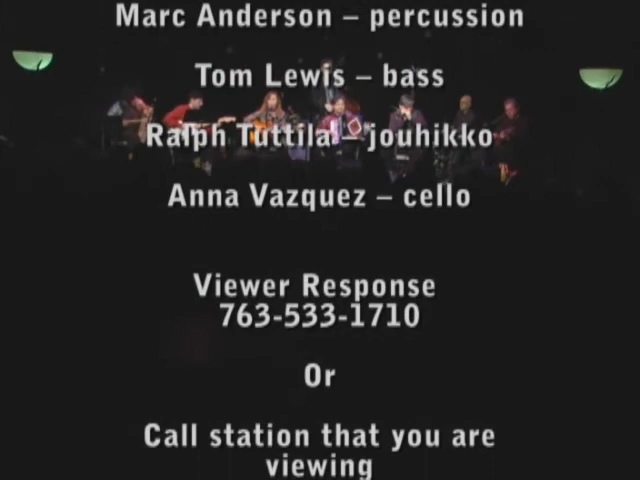 Marc Anderson – percussion
Tom Lewis – bass
Ralph Tuttila – jouhikko
Anna Vazquez – cello
Viewer Response
763-533-1710
Or
Call station that you are
viewing